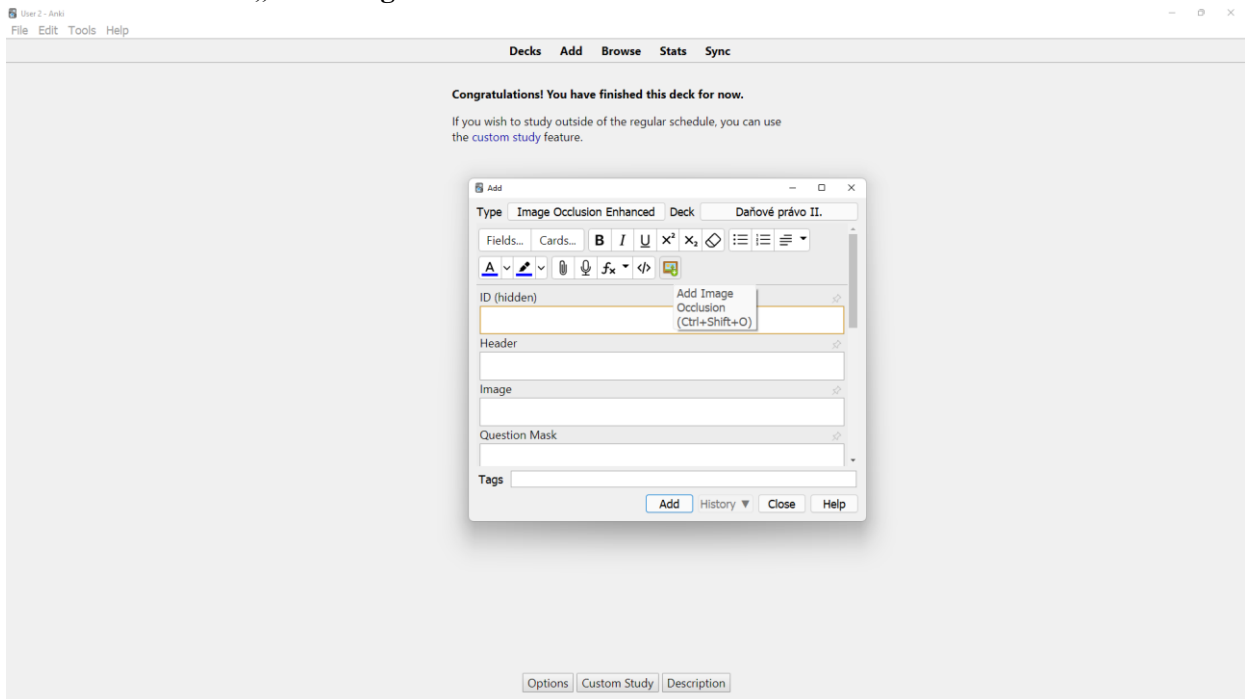 User 2 - Anki
File Edit Tools Help
Decks Add Browse Stats Sync
Congratulations! You have finished this deck for now.
If you wish to study outside of the regular schedule, you can use
the custom study feature.
Add
Type Image Occlusion Enhanced Deck Daňové právo II.
Fields... Cards... B I U x² x₂
A fx </>
ID (hidden)
Add Image
Occlusion
(Ctrl+Shift+O)
Header
Image
Question Mask
Tags
Add History ▼ Close Help
Options Custom Study Description